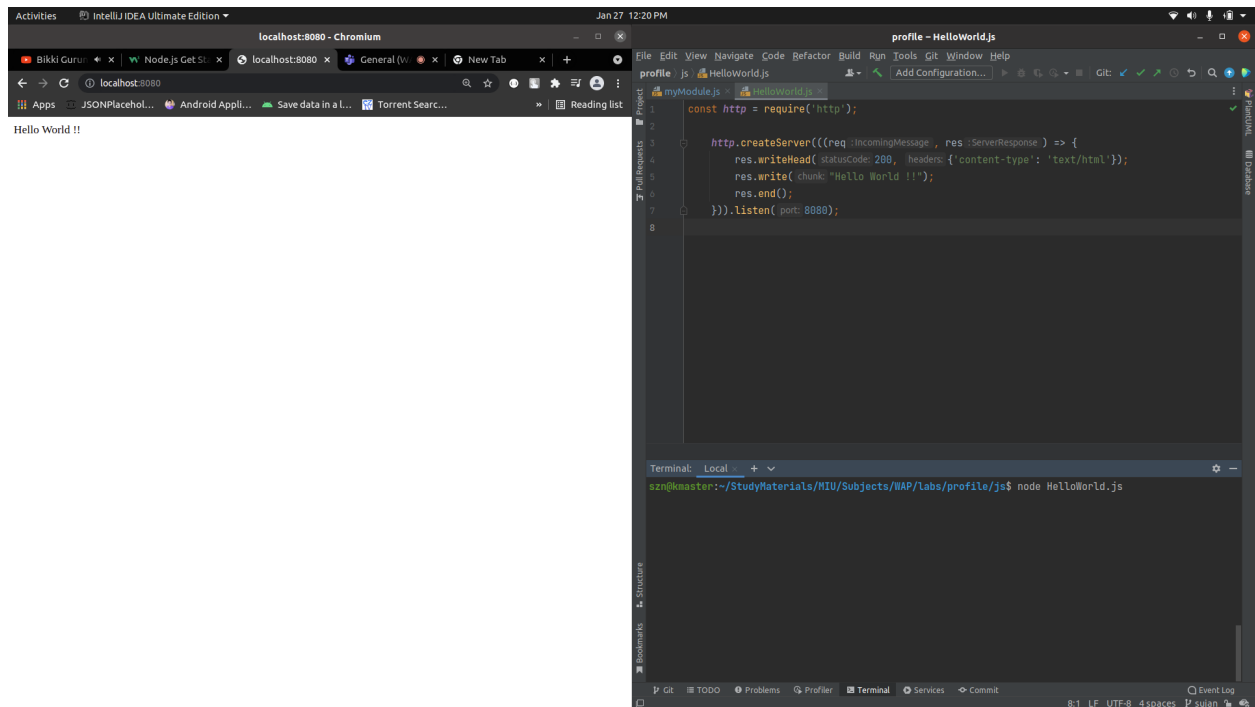 Activities IntelliJ IDEA Ultimate Edition Jan 27 12:20 PM
localhost:8080 - Chromium
Bikki Guru Node.js Get St localhost:8080 General (W New Tab
localhost:8080
Apps JSONPlacehol... Android Appli... Save data in a l... Torrent Searc... » Reading list
Hello World !!
profile – HelloWorld.js
File Edit View Navigate Code Refactor Build Run Tools Git Window Help
profile js HelloWorld.js Add Configuration... Git:
myModule.js HelloWorld.js
1 const http = require('http');
2
3 http.createServer(((req :IncomingMessage , res :ServerResponse ) => {
4 res.writeHead( statusCode: 200, headers: {'content-type': 'text/html'});
5 res.write( chunk: "Hello World !!");
6 res.end();
7 })).listen( port: 8080);
8
Project
Pull Requests
PlantUML
Database
Terminal: Local
szn@kmaster:~/StudyMaterials/MIU/Subjects/WAP/labs/profile/js$ node HelloWorld.js
Structure
Bookmarks
Git TODO Problems Profiler Terminal Services Commit Event Log
8:1 LF UTF-8 4 spaces sujan